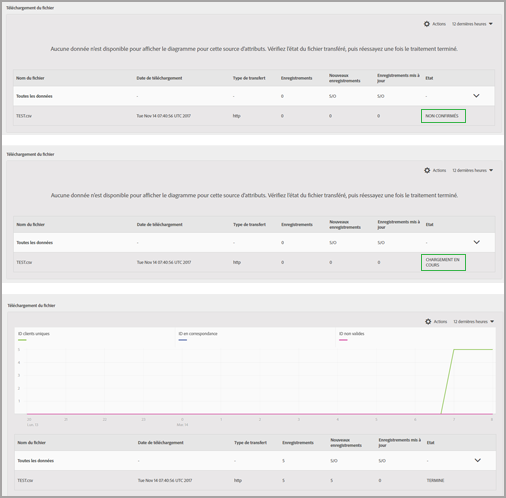 Téléchargement du fichier
Actions 12 dernières heures
Aucune donnée n'est disponible pour afficher le diagramme pour cette source d'attributs. Vérifiez l'état du fichier transféré, puis réessayez une fois le traitement terminé.
Nom du fichier Date de téléchargement Type de transfert Enregistrements Nouveaux enregistrements Enregistrements mis à jour Etat
Toutes les données - - 0 S/O S/O -
TEST.csv Tue Nov 14 07:40:56 UTC 2017 http 0 0 0 NON CONFIRMÉS
Téléchargement du fichier
Actions 12 dernières heures
Aucune donnée n'est disponible pour afficher le diagramme pour cette source d'attributs. Vérifiez l'état du fichier transféré, puis réessayez une fois le traitement terminé.
Nom du fichier Date de téléchargement Type de transfert Enregistrements Nouveaux enregistrements Enregistrements mis à jour Etat
Toutes les données - - 0 S/O S/O -
TEST.csv Tue Nov 14 07:40:56 UTC 2017 http 0 0 0 CHARGEMENT EN COURS
Téléchargement du fichier
Actions 12 dernières heures
ID clients uniques ID en correspondance ID non valides
5
4
3
2
1
0 1 2 3 4 5 6 7 8
Nom du fichier Date de téléchargement Type de transfert Enregistrements Nouveaux enregistrements Enregistrements mis à jour Etat
Toutes les données - - 5 S/O S/O -
TEST.csv Tue Nov 14 07:40:56 UTC 2017 http 5 5 0 TERMINE